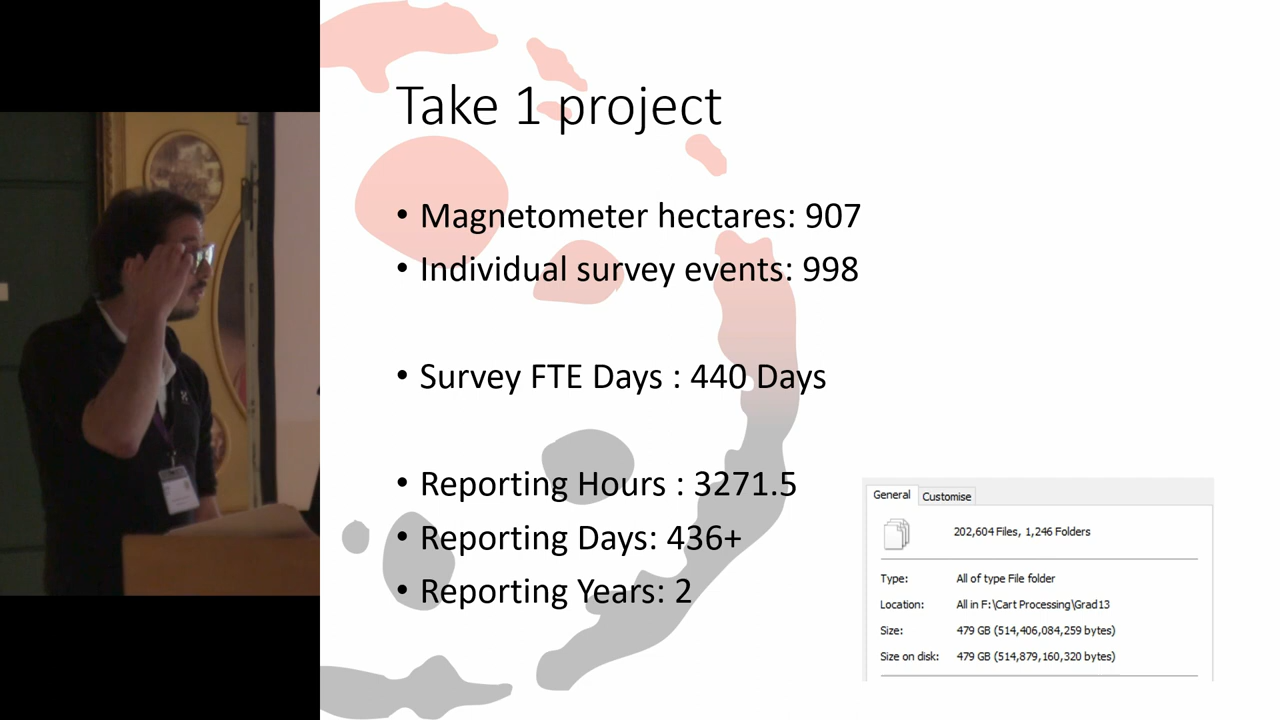 Take 1 project
• Magnetometer hectares: 907
• Individual survey events: 998
• Survey FTE Days : 440 Days
• Reporting Hours : 3271.5
• Reporting Days: 436+
• Reporting Years: 2
General Customise
202,604 Files, 1,246 Folders
Type: All of type File folder
Location: All in F:\Cart Processing\Grad13
Size: 479 GB (514,406,084,259 bytes)
Size on disk: 479 GB (514,879,160,320 bytes)